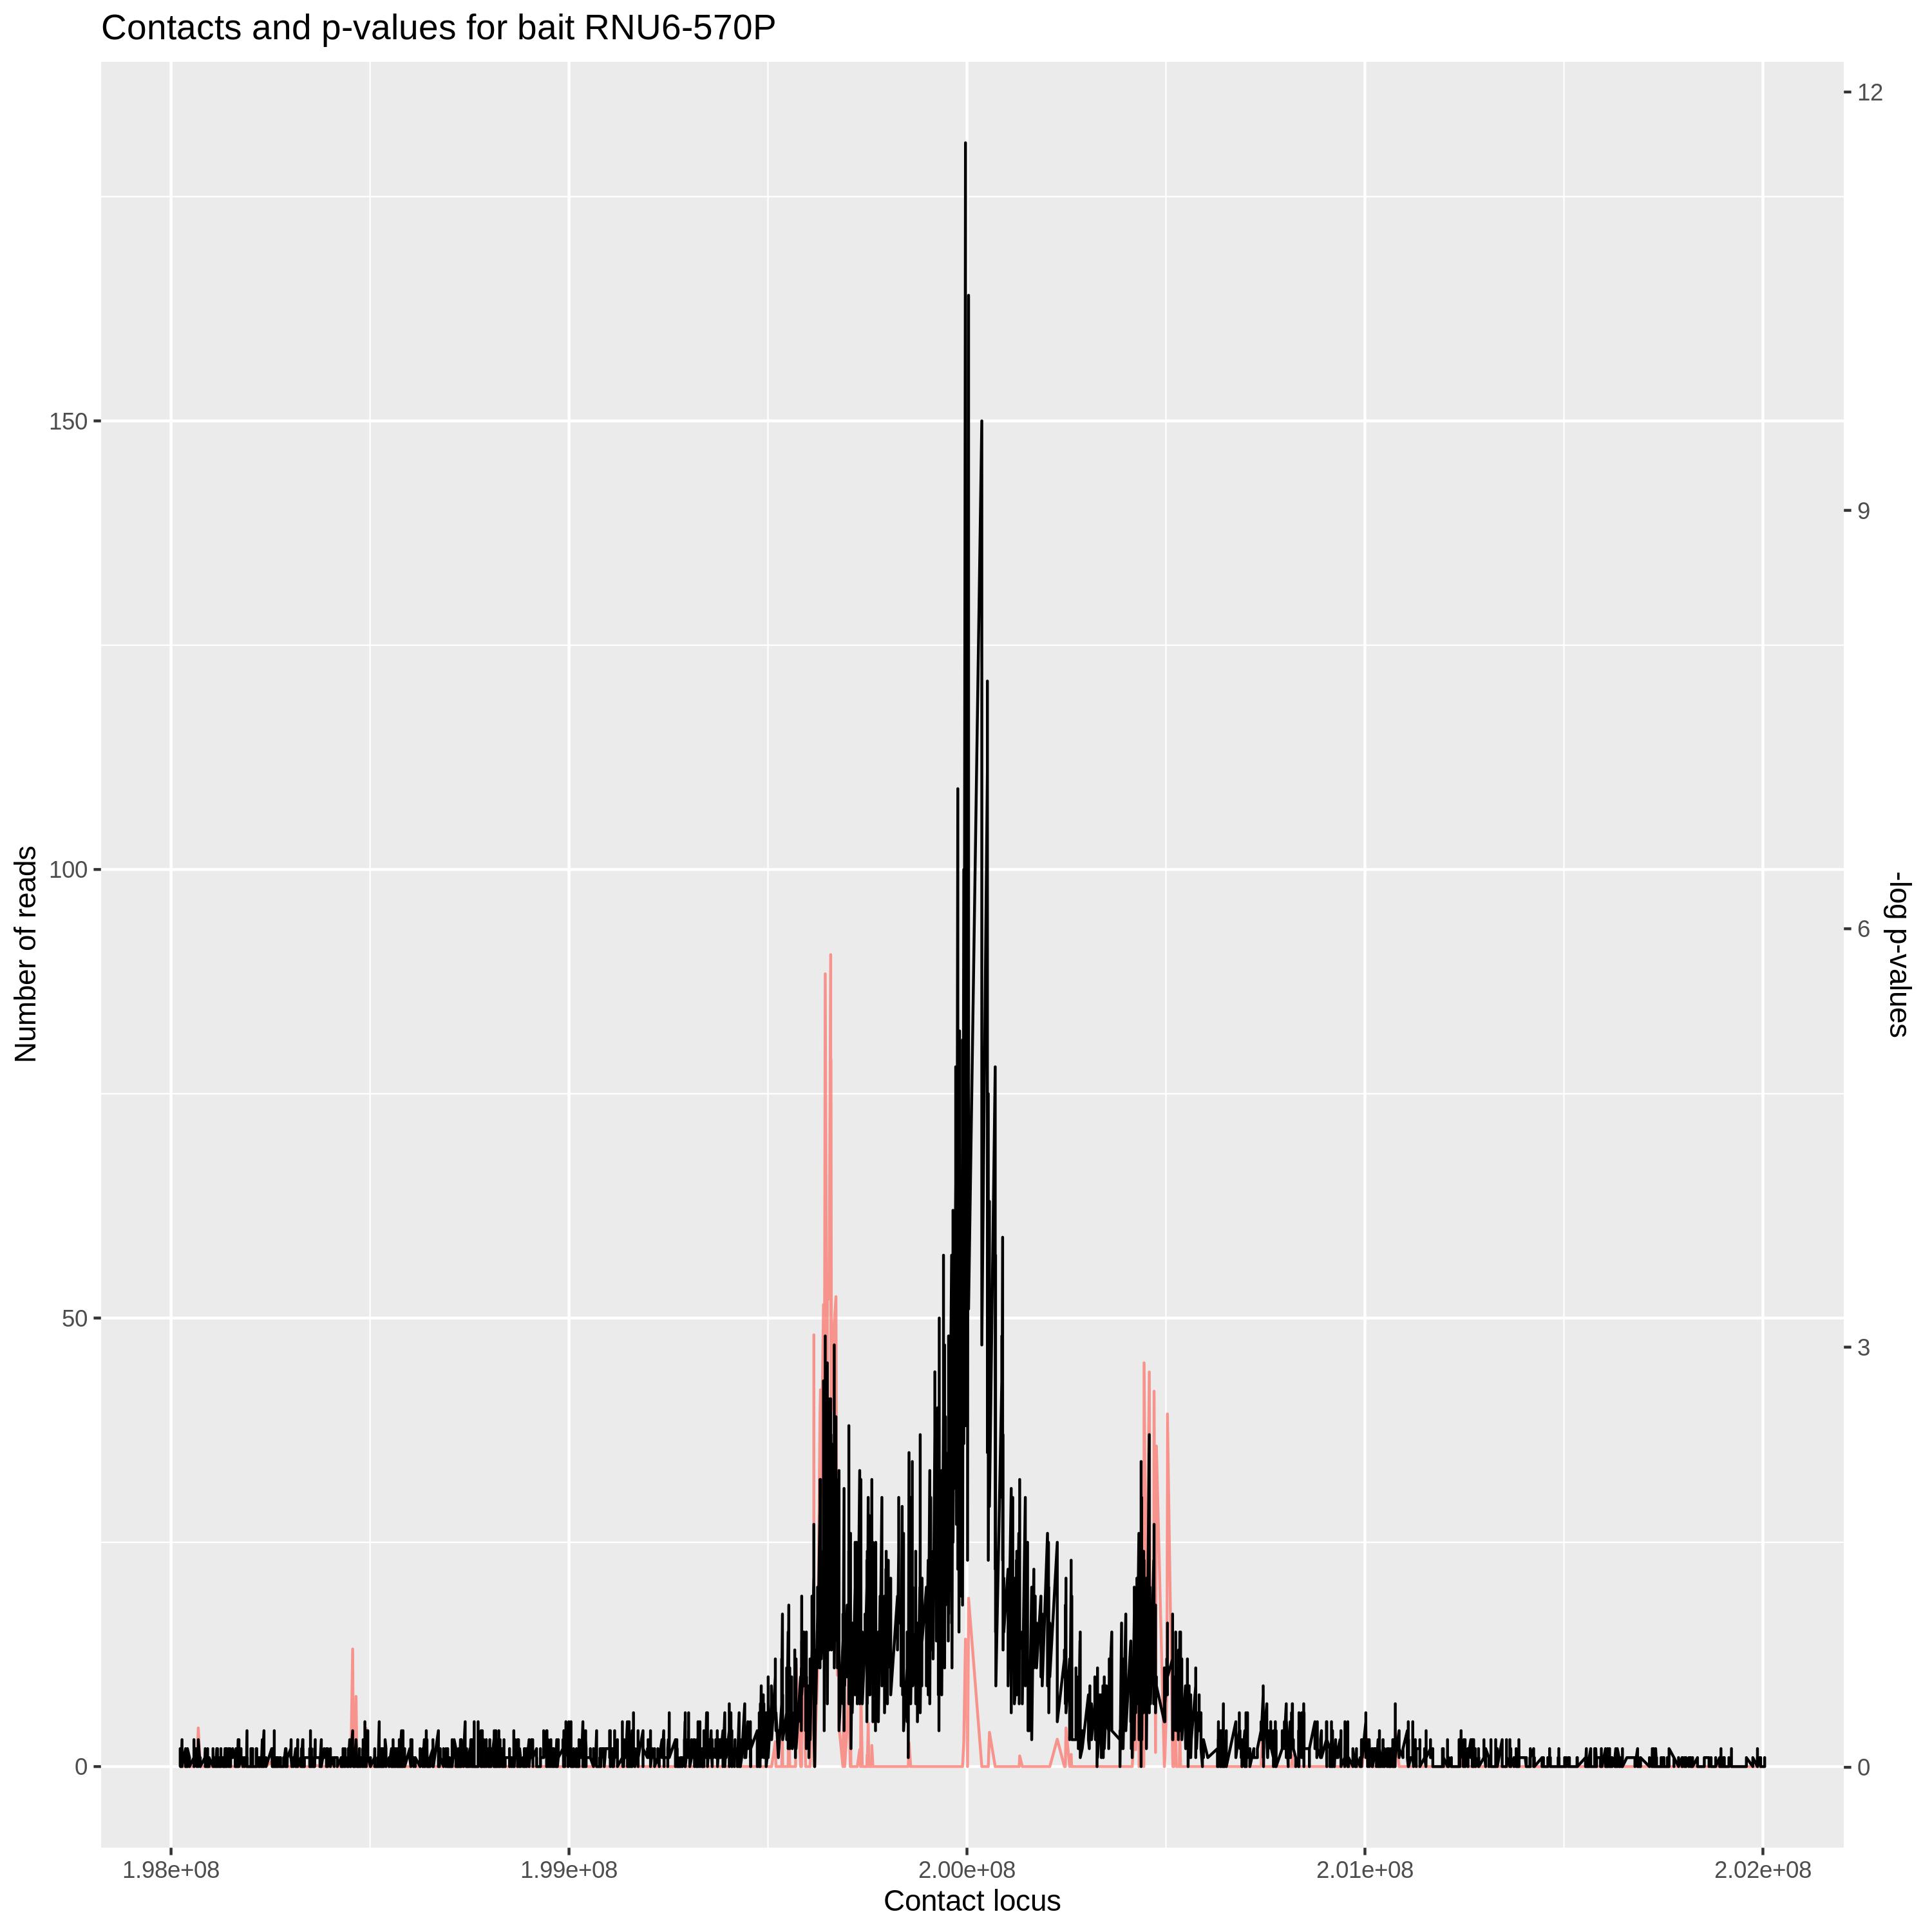 Contacts and p-values for bait RNU6-570P
12
150
9
100
6
Number of reads
-log p-values
50
3
0
0
1.98e+08
1.99e+08
2.00e+08
2.01e+08
2.02e+08
Contact locus